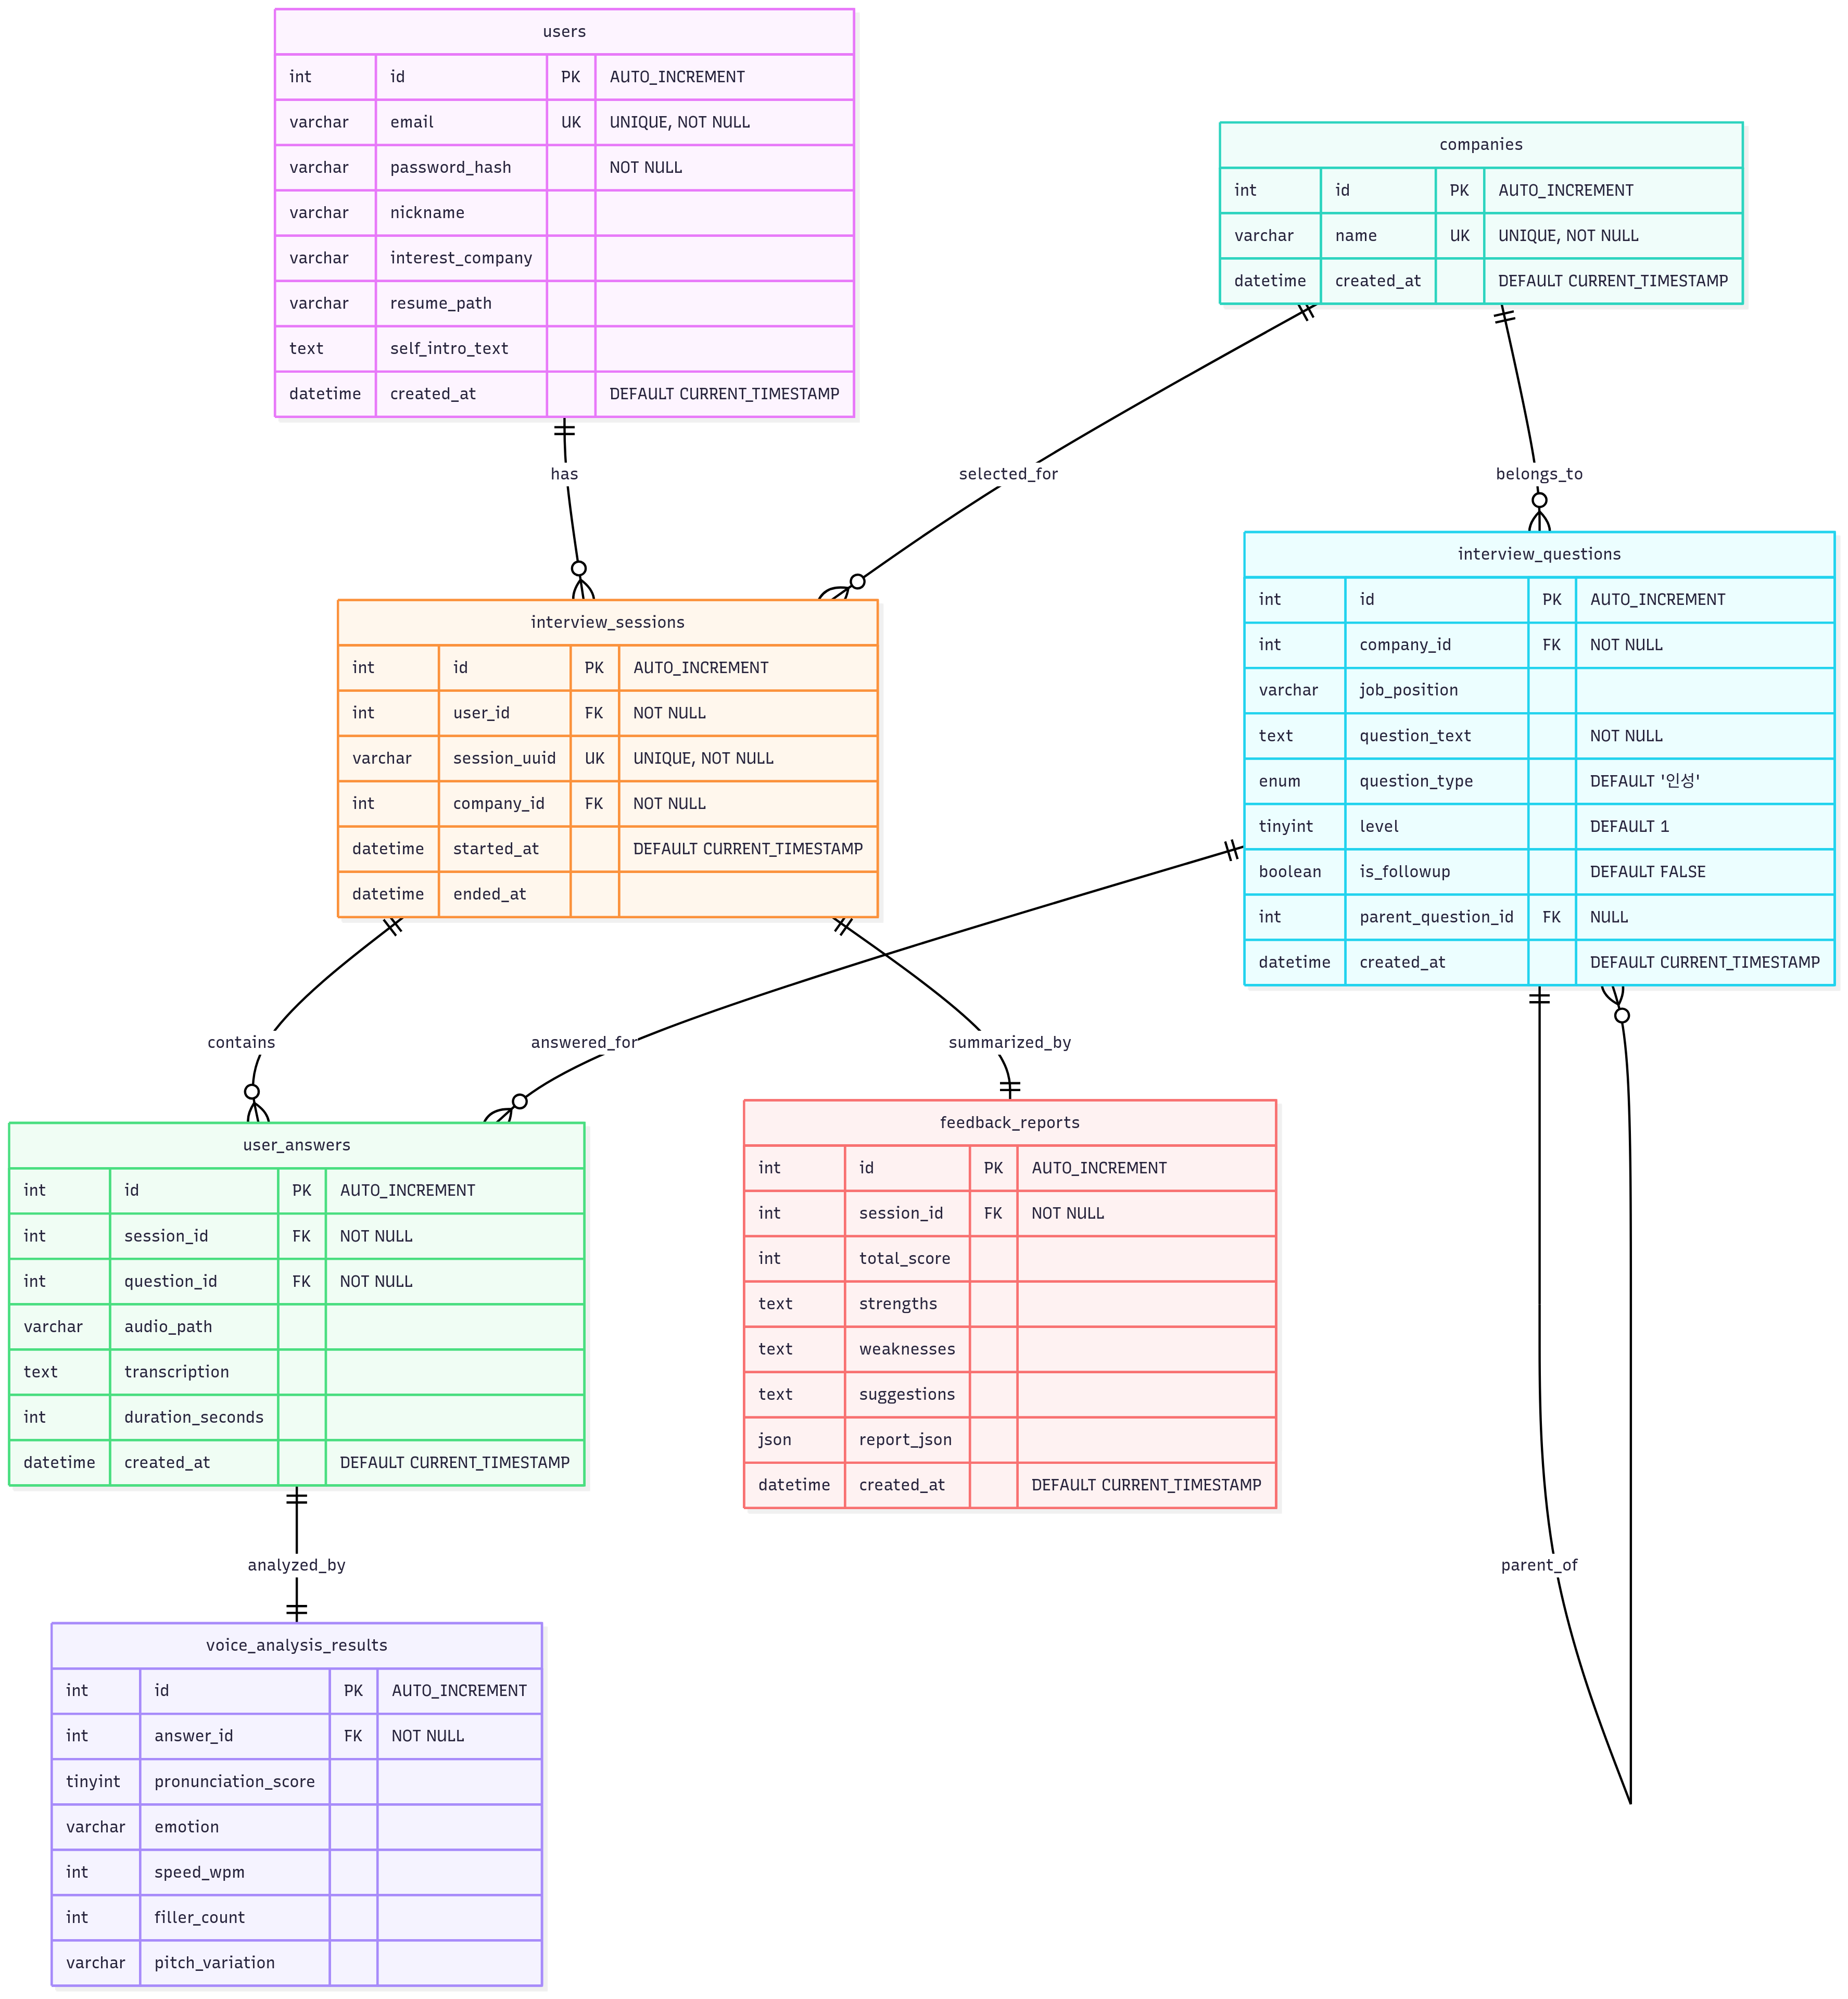 users
int id PK AUTO_INCREMENT
varchar email UK UNIQUE, NOT NULL
varchar password_hash NOT NULL
varchar nickname
varchar interest_company
varchar resume_path
text self_intro_text
datetime created_at DEFAULT CURRENT_TIMESTAMP
companies
int id PK AUTO_INCREMENT
varchar name UK UNIQUE, NOT NULL
datetime created_at DEFAULT CURRENT_TIMESTAMP
has
selected_for
belongs_to
interview_sessions
int id PK AUTO_INCREMENT
int user_id FK NOT NULL
varchar session_uuid UK UNIQUE, NOT NULL
int company_id FK NOT NULL
datetime started_at DEFAULT CURRENT_TIMESTAMP
datetime ended_at
interview_questions
int id PK AUTO_INCREMENT
int company_id FK NOT NULL
varchar job_position
text question_text NOT NULL
enum question_type DEFAULT '인성'
tinyint level DEFAULT 1
boolean is_followup DEFAULT FALSE
int parent_question_id FK NULL
datetime created_at DEFAULT CURRENT_TIMESTAMP
contains
answered_for
summarized_by
user_answers
int id PK AUTO_INCREMENT
int session_id FK NOT NULL
int question_id FK NOT NULL
varchar audio_path
text transcription
int duration_seconds
datetime created_at DEFAULT CURRENT_TIMESTAMP
feedback_reports
int id PK AUTO_INCREMENT
int session_id FK NOT NULL
int total_score
text strengths
text weaknesses
text suggestions
json report_json
datetime created_at DEFAULT CURRENT_TIMESTAMP
analyzed_by
parent_of
voice_analysis_results
int id PK AUTO_INCREMENT
int answer_id FK NOT NULL
tinyint pronunciation_score
varchar emotion
int speed_wpm
int filler_count
varchar pitch_variation